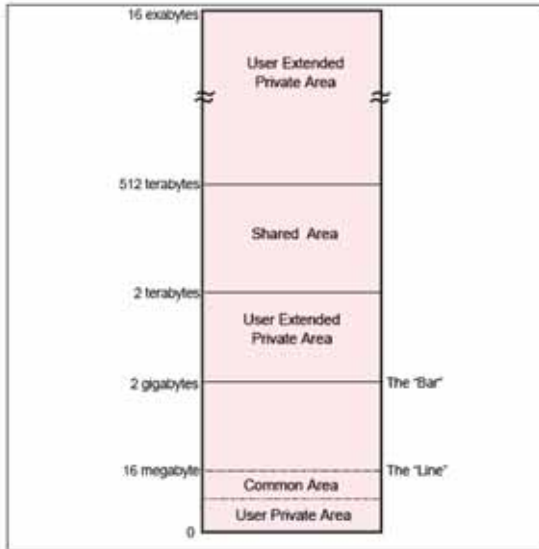 16 exabytes
User Extended
Private Area
512 terabytes
Shared Area
2 terabytes
User Extended
Private Area
2 gigabytes
The "Bar"
16 megabyte
The "Line"
Common Area
User Private Area
0